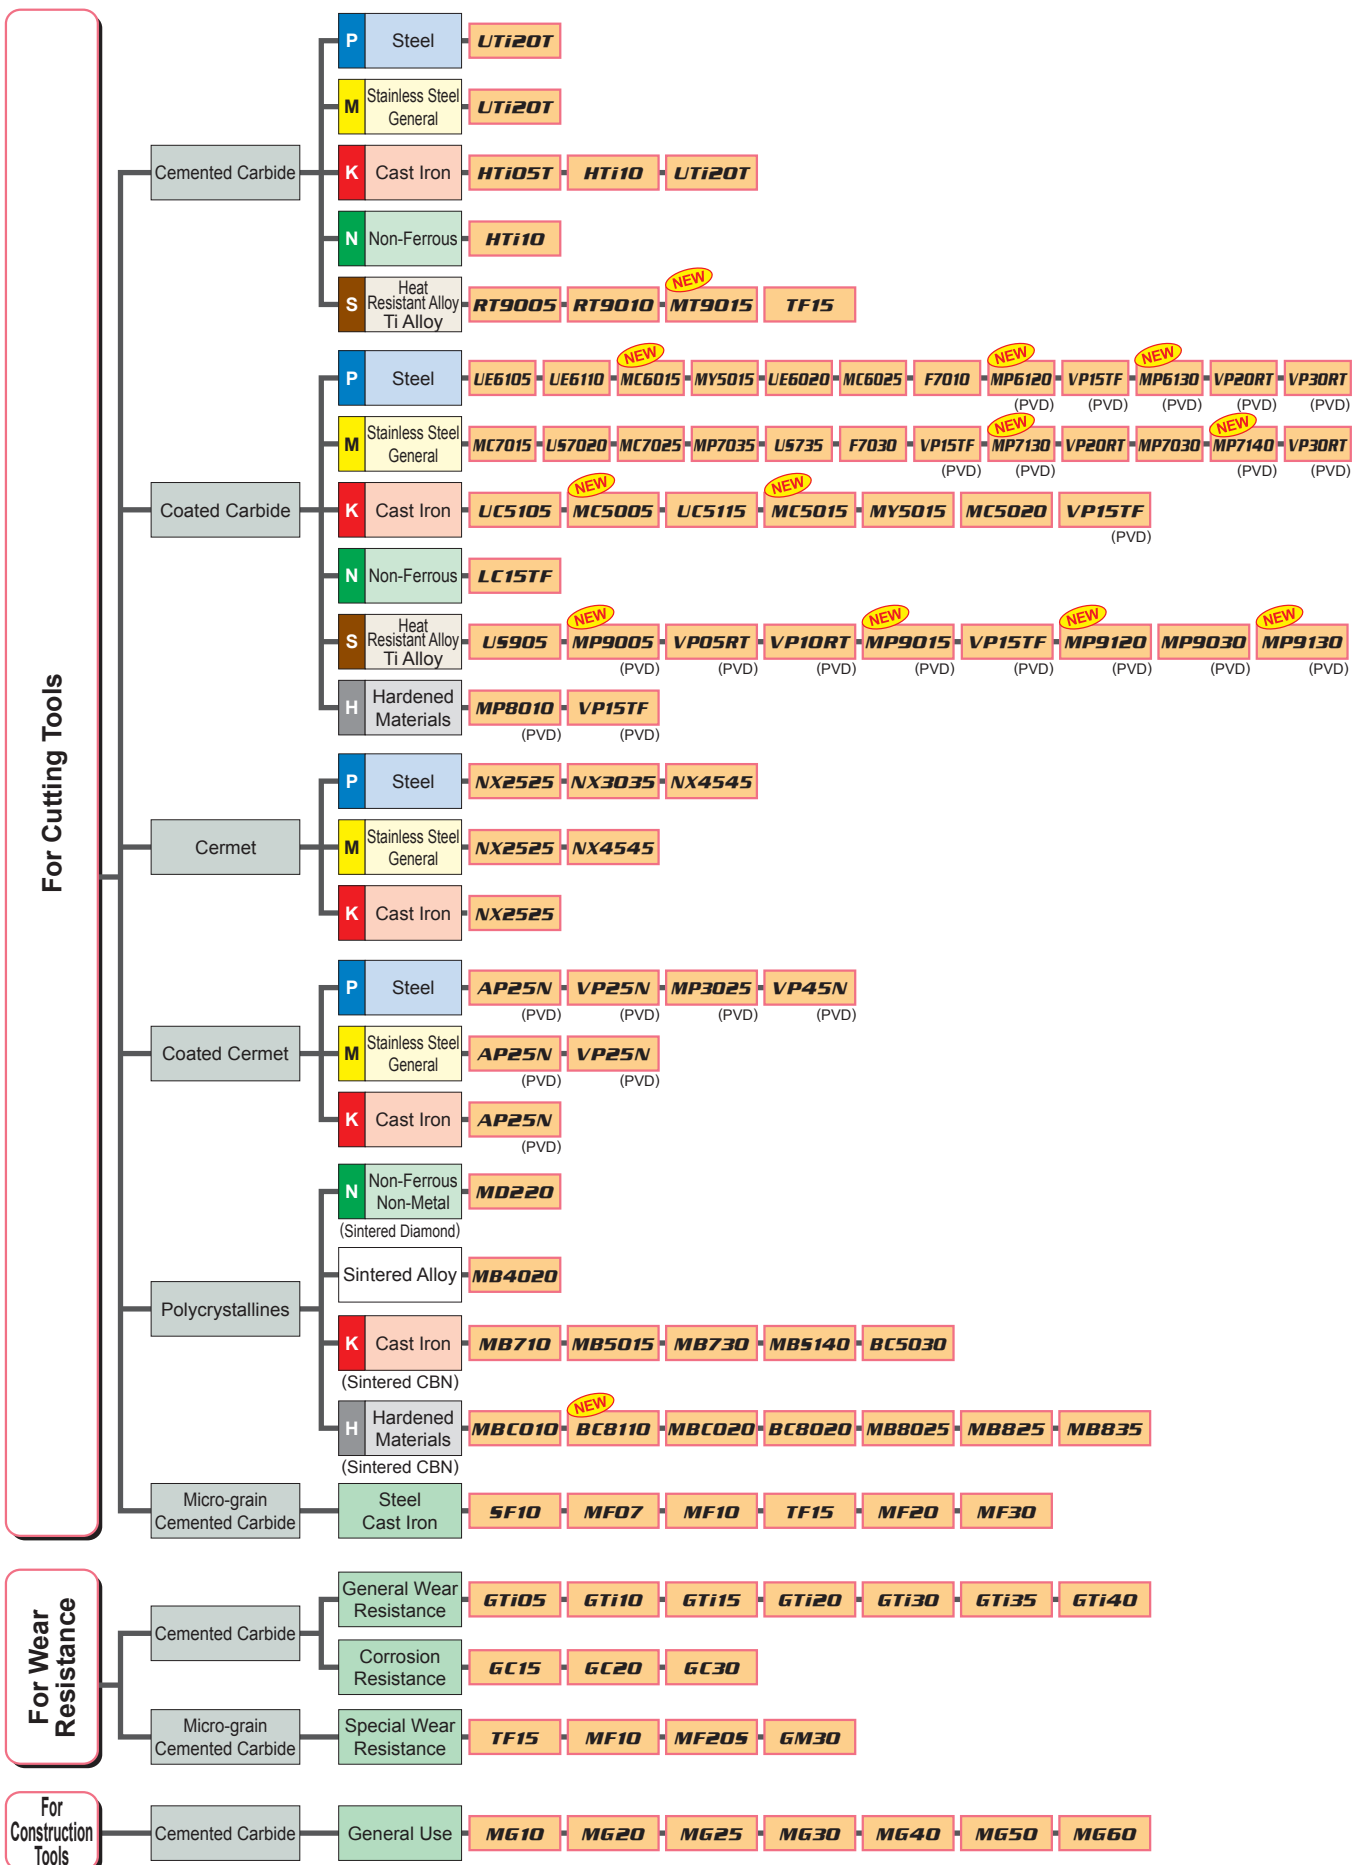 For Cutting Tools
Cemented Carbide
P Steel UTi20T
M Stainless Steel
General UTi20T
K Cast Iron HTi05T HTi10 UTi20T
N Non-Ferrous HTi10
NEW
S Heat
Resistant Alloy
Ti Alloy RT9005 RT9010 MT9015 TF15
Coated Carbide
NEW NEW NEW
P Steel UE6105 UE6110 MC6015 MY5015 UE6020 MC6025 F7010 MP6120 VP15TF MP6130 VP20RT VP30RT
(PVD) (PVD) (PVD) (PVD) (PVD)
NEW NEW
M Stainless Steel
General MC7015 US7020 MC7025 MP7035 US735 F7030 VP15TF MP7130 VP20RT MP7030 MP7140 VP30RT
(PVD) (PVD) (PVD) (PVD)
NEW NEW
K Cast Iron UC5105 MC5005 UC5115 MC5015 MY5015 MC5020 VP15TF
(PVD)
N Non-Ferrous LC15TF
NEW NEW NEW NEW
S Heat
Resistant Alloy
Ti Alloy US905 MP9005 VP05RT VP10RT MP9015 VP15TF MP9120 MP9030 MP9130
(PVD) (PVD) (PVD) (PVD) (PVD) (PVD) (PVD) (PVD)
H Hardened
Materials MP8010 VP15TF
(PVD) (PVD)
Cermet
P Steel NX2525 NX3035 NX4545
M Stainless Steel
General NX2525 NX4545
K Cast Iron NX2525
Coated Cermet
P Steel AP25N VP25N MP3025 VP45N
(PVD) (PVD) (PVD) (PVD)
M Stainless Steel
General AP25N VP25N
(PVD) (PVD)
K Cast Iron AP25N
(PVD)
Polycrystallines
N Non-Ferrous
Non-Metal MD220
(Sintered Diamond)
Sintered Alloy MB4020
K Cast Iron MB710 MB5015 MB730 MBS140 BC5030
(Sintered CBN)
NEW
H Hardened
Materials MBC010 BC8110 MBC020 BC8020 MB8025 MB825 MB835
(Sintered CBN)
Micro-grain
Cemented Carbide
Steel
Cast Iron SF10 MF07 MF10 TF15 MF20 MF30
For Wear
Resistance
Cemented Carbide
General Wear
Resistance GTi05 GTi10 GTi15 GTi20 GTi30 GTi35 GTi40
Corrosion
Resistance GC15 GC20 GC30
Micro-grain
Cemented Carbide
Special Wear
Resistance TF15 MF10 MF20S GM30
For
Construction
Tools
Cemented Carbide
General Use MG10 MG20 MG25 MG30 MG40 MG50 MG60